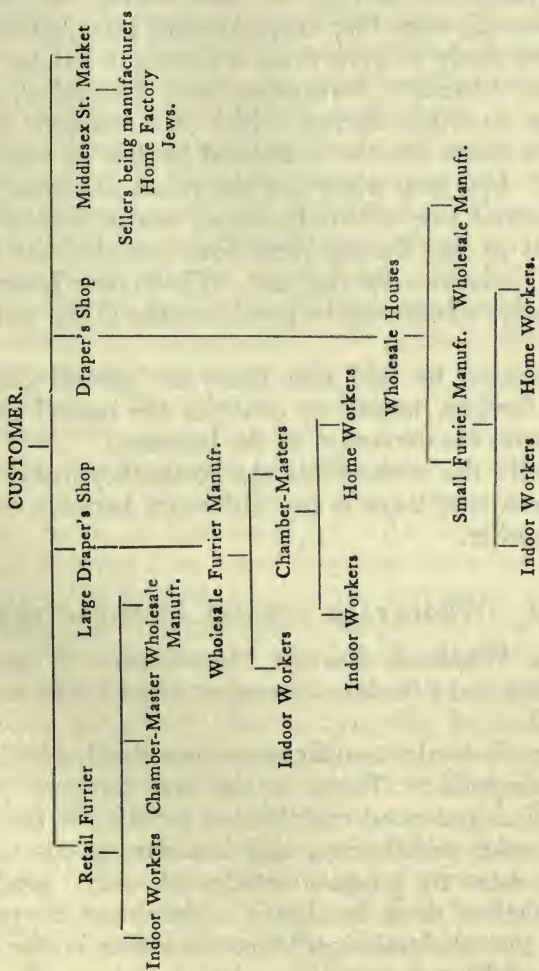 CUSTOMER.
Retail Furrier
Large Draper's Shop
Draper's Shop
Middlesex St. Market
Sellers being manufacturers
Home Factory
Jews.
Indoor Workers
Chamber-Master
Wholesale
Manufr.
Wholesale Furrier Manufr.
Indoor Workers
Chamber-Masters
Indoor Workers
Home Workers
Wholesale Houses
Small Furrier Manufr.
Wholesale Manufr.
Indoor Workers
Home Workers.